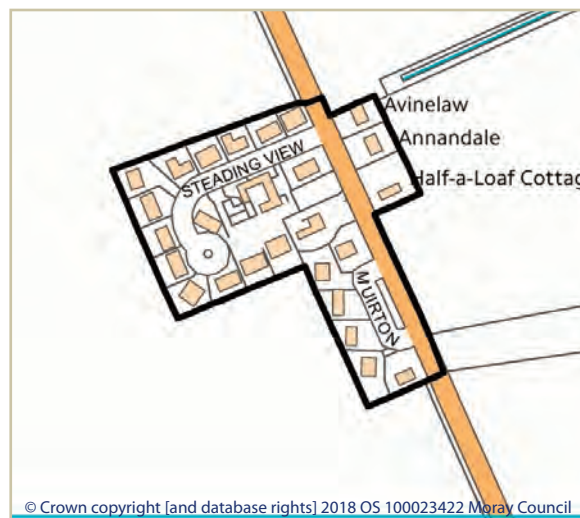 Avinelaw
Annandale
Half-a-Loaf Cottag
STEADING VIEW
MUIRTON
© Crown copyright [and database rights] 2018 OS 100023422 Moray Council